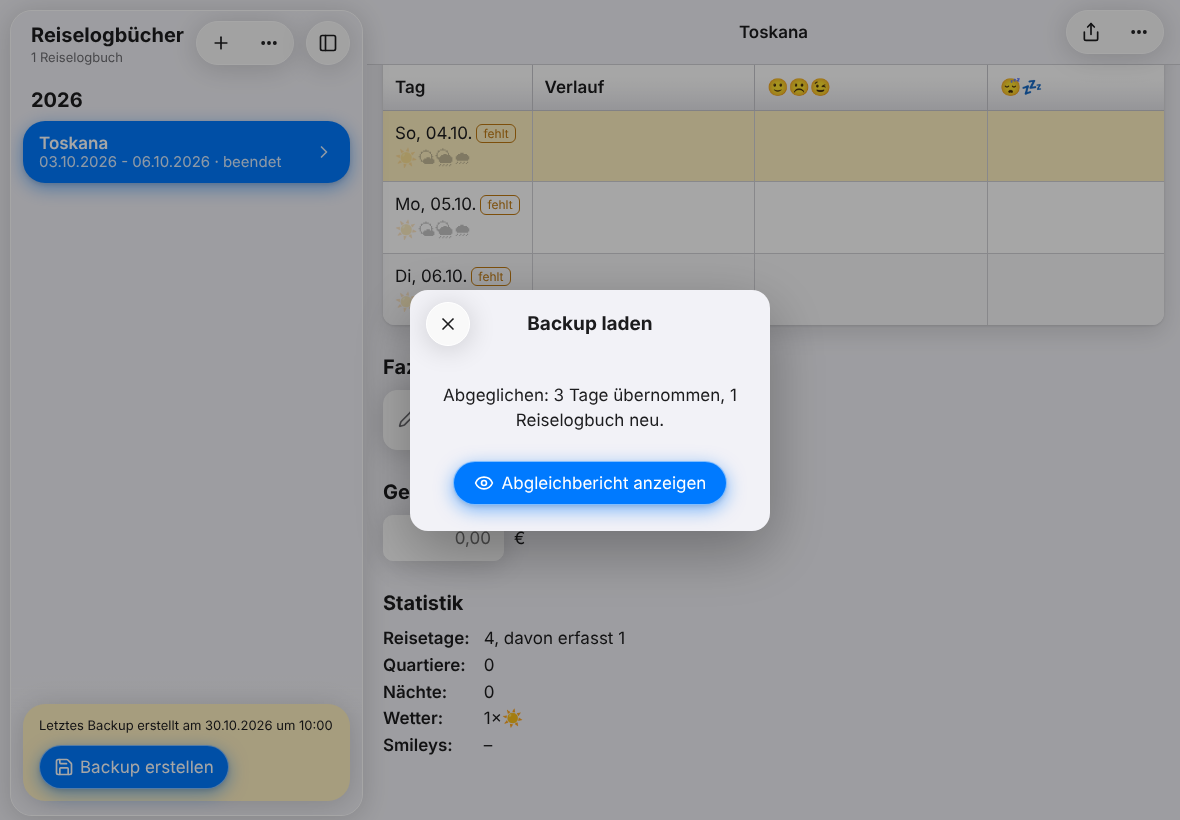 Reiselogbücher
1 Reiselogbuch
2026
Toskana
03.10.2026 - 06.10.2026 · beendet
Letztes Backup erstellt am 30.10.2026 um 10:00
Backup erstellen
Toskana
Tag Verlauf 🙂☹️😉 😴💤
So, 04.10. fehlt
Mo, 05.10. fehlt
Di, 06.10. fehlt
Backup laden
Abgeglichen: 3 Tage übernommen, 1
Reiselogbuch neu.
Abgleichbericht anzeigen
0,00 €
Statistik
Reisetage: 4, davon erfasst 1
Quartiere: 0
Nächte: 0
Wetter: 1×☀️
Smileys: –